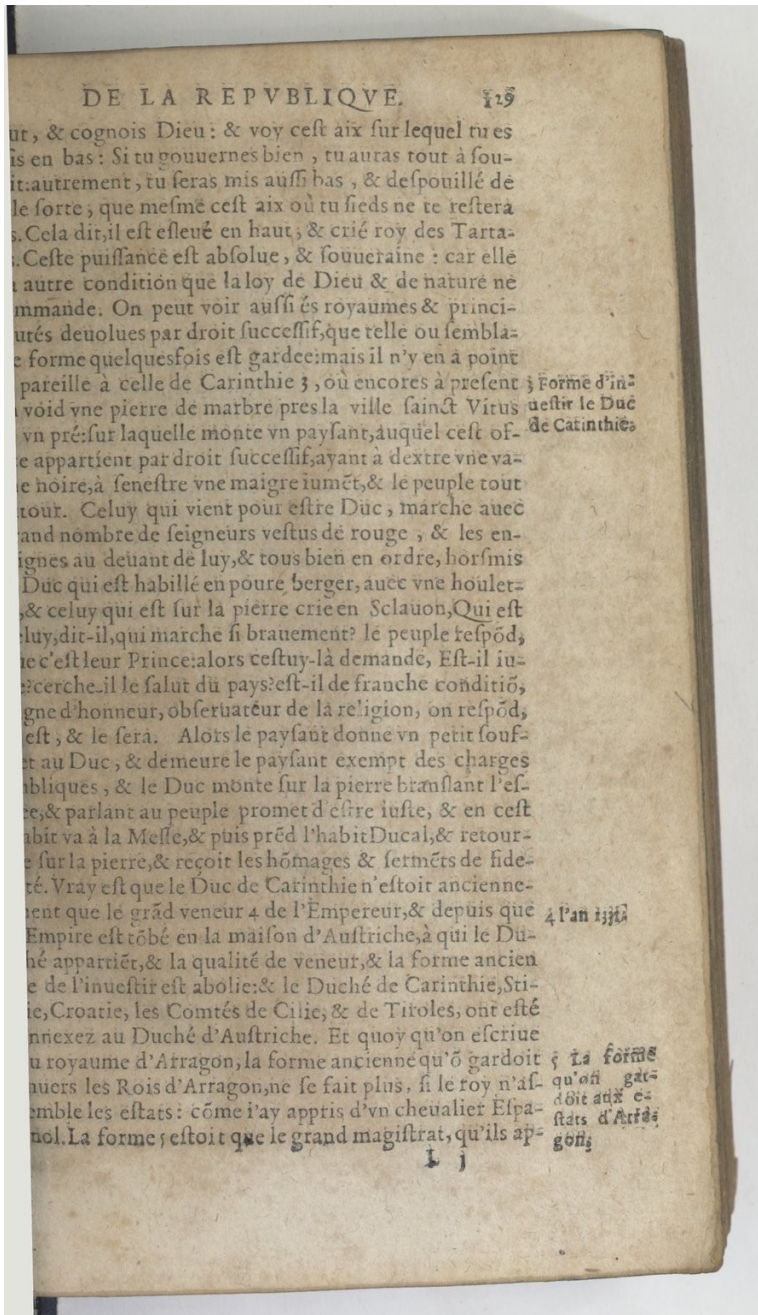 DE LA REPVBLIQVE. 129
ut, & cognois Dieu: & voy ceſt aix ſur lequel tu es
is en bas: Si tu gouuernes bien, tu auras tout à ſou-
it:autrement, tu ſeras mis auſſi bas, & deſpouillé de
le ſorte, que meſme ceſt aix où tu ſieds ne te reſtera
s. Cela dit,il eſt eſleué en haut, & crié roy des Tarta-
s. Ceſte puiſſance eſt abſolue, & ſouueraine: car elle
autre condition que la loy de Dieu & de nature ne
mmande. On peut voir auſſi és royaumes & princi-
utés deuolues par droit ſucceſſif,que telle ou ſembla-
e forme quelquesfois eſt gardee:mais il n'y en a point
pareille à celle de Carinthie 3, où encores à preſent
void vne pierre de marbre pres la ville ſainct Vitus
vn pré:ſur laquelle monte vn payſant,auquel ceſt of-
e appartient par droit ſucceſſif,ayant à dextre vne va-
e noire,à ſeneſtre vne maigre iumēt,& le peuple tout
tour. Celuy qui vient pour eſtre Duc, marche auec
and nombre de ſeigneurs veſtus de rouge, & les en-
ignes au deuant de luy,& tous bien en ordre, horſmis
Duc qui eſt habillé en poure berger, auec vne houlet-
,& celuy qui eſt ſur la pierre crie en Sclauon,Qui eſt
luy,dit-il,qui marche ſi brauement? le peuple reſpōd,
ue c'eſt leur Prince:alors ceſtuy-là demande, Eſt-il iu-
e?cerche-il le ſalut du pays?eſt-il de franche conditiō,
gne d'honneur, obſeruateur de la religion, on reſpōd,
eſt, & le ſera. Alors le payſant donne vn petit ſouf-
et au Duc, & demeure le payſant exempt des charges
bliques, & le Duc monte ſur la pierre branſlant l'eſ-
ee,& parlant au peuple promet d'eſtre iuſte, & en ceſt
abit va à la Meſſe,& puis prēd l'habit Ducal,& retour-
e ſur la pierre,& reçoit les hōmages & ſermēts de fide-
té. Vray eſt que le Duc de Carinthie n'eſtoit ancienne-
ent que le grād veneur 4 de l'Empereur,& depuis que
Empire eſt tōbé en la maiſon d'Auſtriche,à qui le Du-
hé appartiēt,& la qualité de veneur,& la forme ancien
e de l'inueſtir eſt abolie:& le Duché de Carinthie,Sti-
ie,Croatie, les Comtés de Cilie, & de Tiroles, ont eſté
nnexez au Duché d'Auſtriche. Et quoy qu'on eſcriue
u royaume d'Arragon,la forme ancienne qu'ō gardoit
nuers les Rois d'Arragon,ne ſe fait plus, ſi le roy n'aſ-
emble les eſtats: cōme i'ay appris d'vn cheualier Eſpa-
nol. La forme 5 eſtoit que le grand magiſtrat, qu'ils ap-
L j
3 Forme d'in-
ueſtir le Duc
de Carinthie.
4 l'an
5 La forme
qu'on gar-
doit aux e-
ſtats d'Arra-
gon.